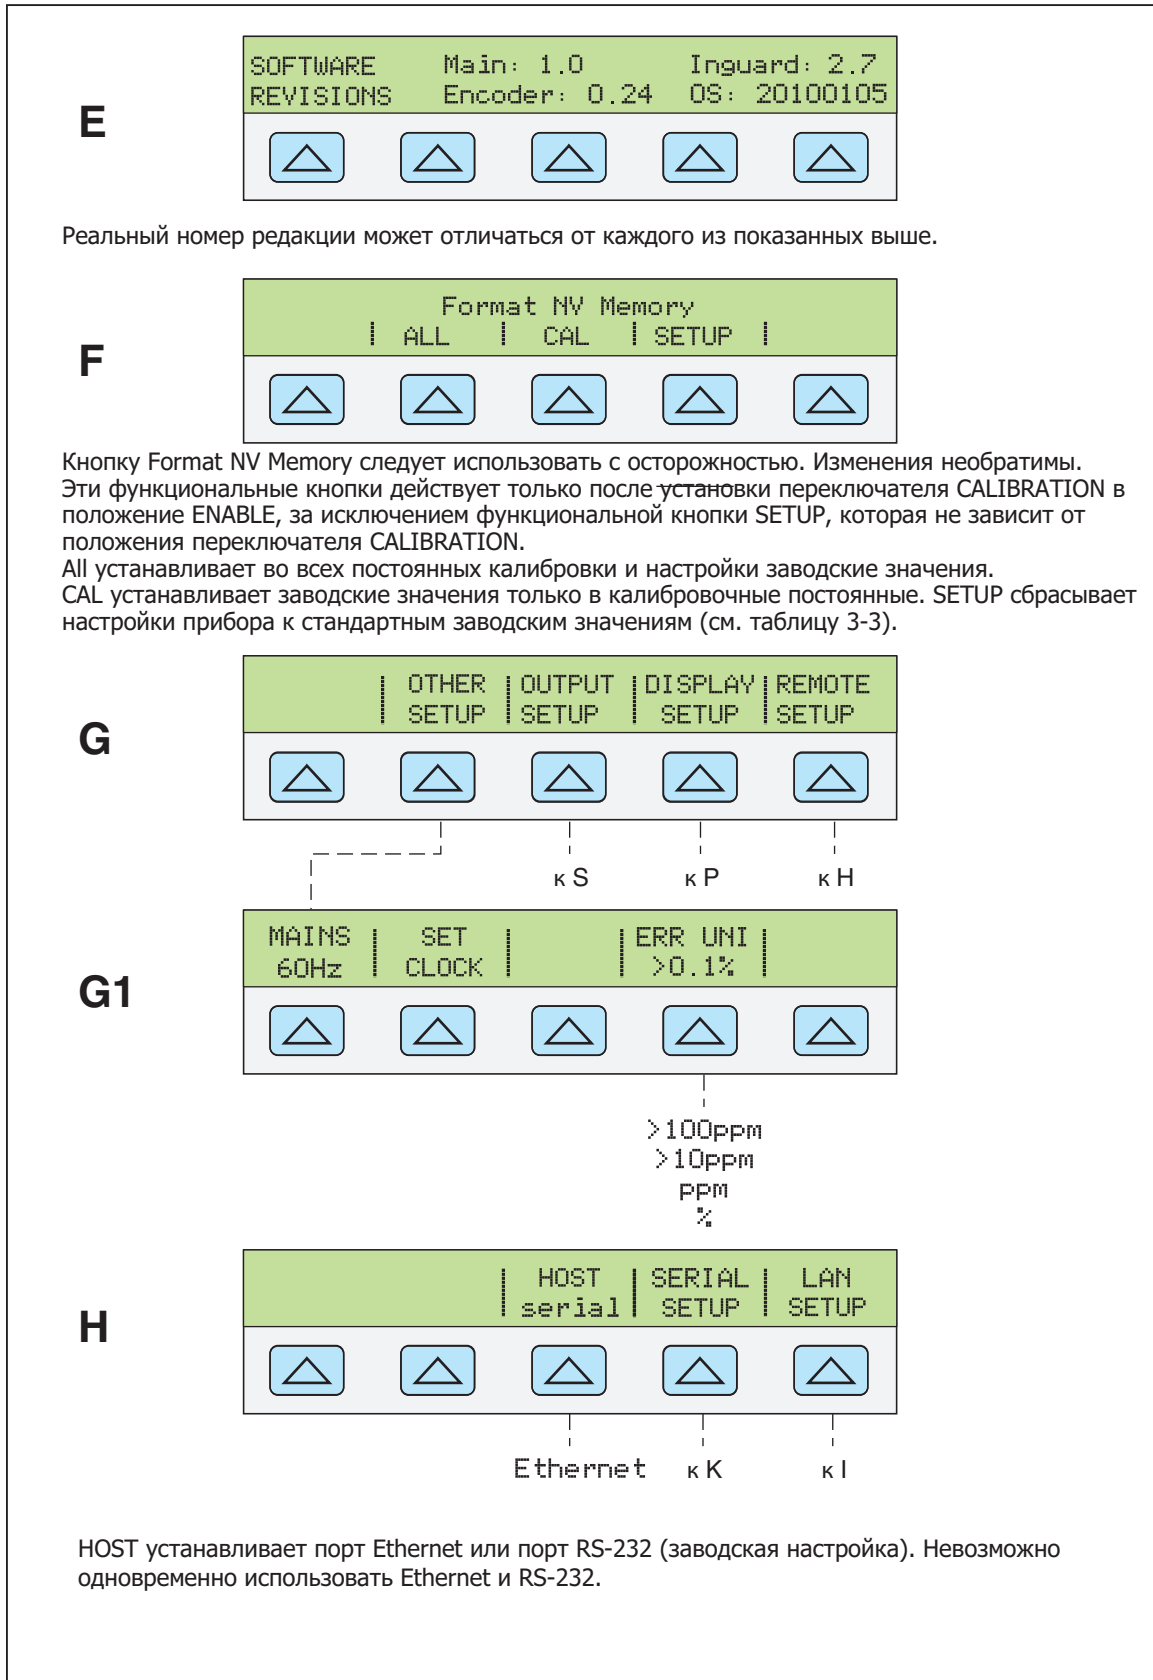 E
SOFTWARE Main: 1.0 Inguard: 2.7
REVISIONS Encoder: 0.24 OS: 20100105
Реальный номер редакции может отличаться от каждого из показанных выше.
F
Format NV Memory
ALL CAL SETUP
Кнопку Format NV Memory следует использовать с осторожностью. Изменения необратимы.
Эти функциональные кнопки действует только после установки переключателя CALIBRATION в
положение ENABLE, за исключением функциональной кнопки SETUP, которая не зависит от
положения переключателя CALIBRATION.
All устанавливает во всех постоянных калибровки и настройки заводские значения.
CAL устанавливает заводские значения только в калибровочные постоянные. SETUP сбрасывает
настройки прибора к стандартным заводским значениям (см. таблицу 3-3).
G
OTHER OUTPUT DISPLAY REMOTE
SETUP SETUP SETUP SETUP
к S к P к H
G1
MAINS SET ERR UNI
60Hz CLOCK >0.1%
>100ppm
>10ppm
ppm
%
H
HOST SERIAL LAN
serial SETUP SETUP
Ethernet к K к I
HOST устанавливает порт Ethernet или порт RS-232 (заводская настройка). Невозможно
одновременно использовать Ethernet и RS-232.